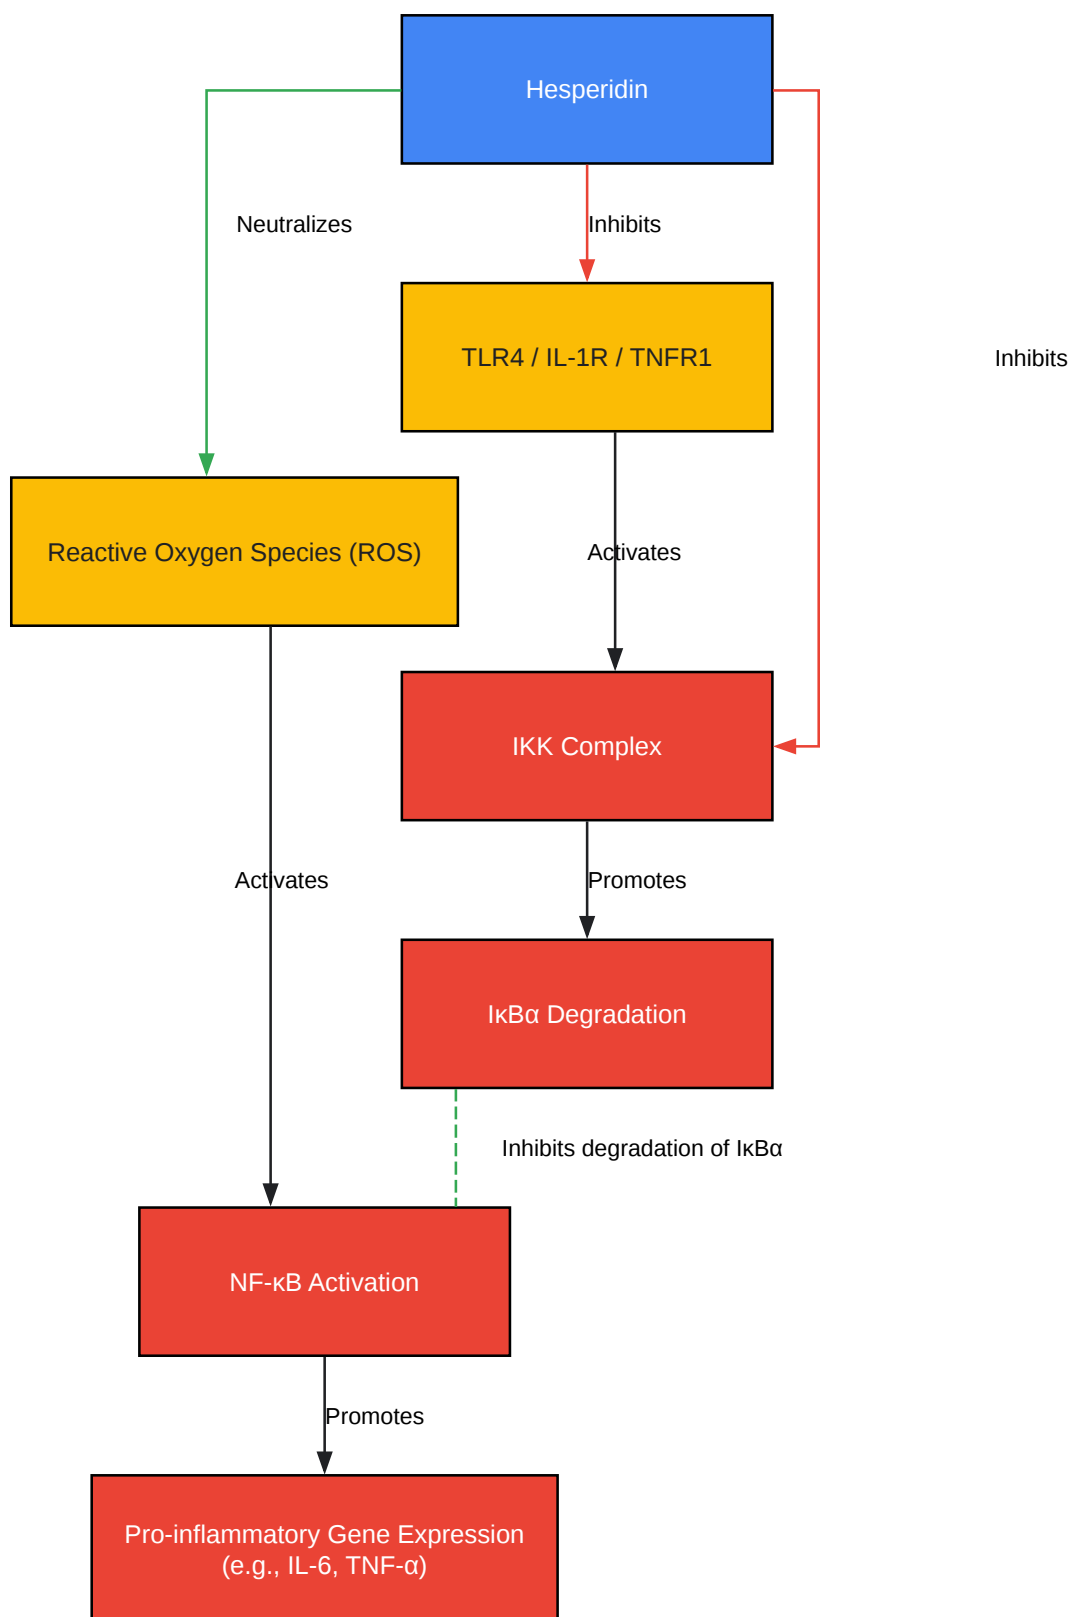 Hesperidin
Neutralizes
Inhibits
TLR4 / IL-1R / TNFR1
Inhibits
Reactive Oxygen Species (ROS)
Activates
IKK Complex
Activates
Promotes
IκBα Degradation
Inhibits degradation of IκBα
NF-κB Activation
Promotes
Pro-inflammatory Gene Expression
(e.g., IL-6, TNF-α)